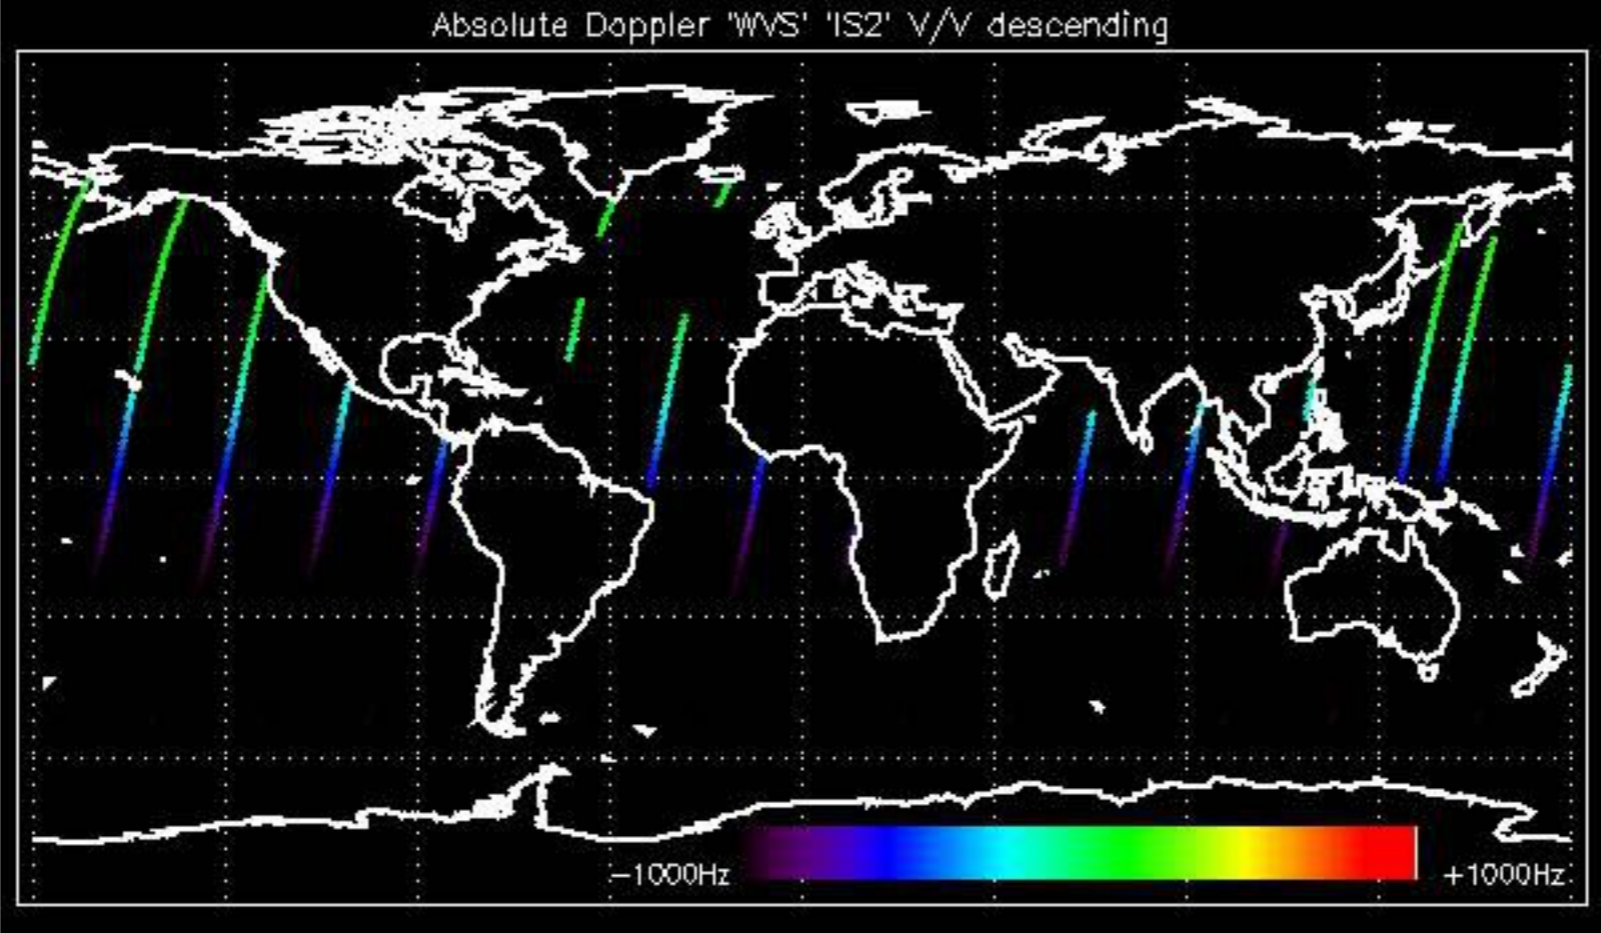 Absolute Doppler 'WVS' 'IS2' V/V descending
-1000Hz
+1000Hz